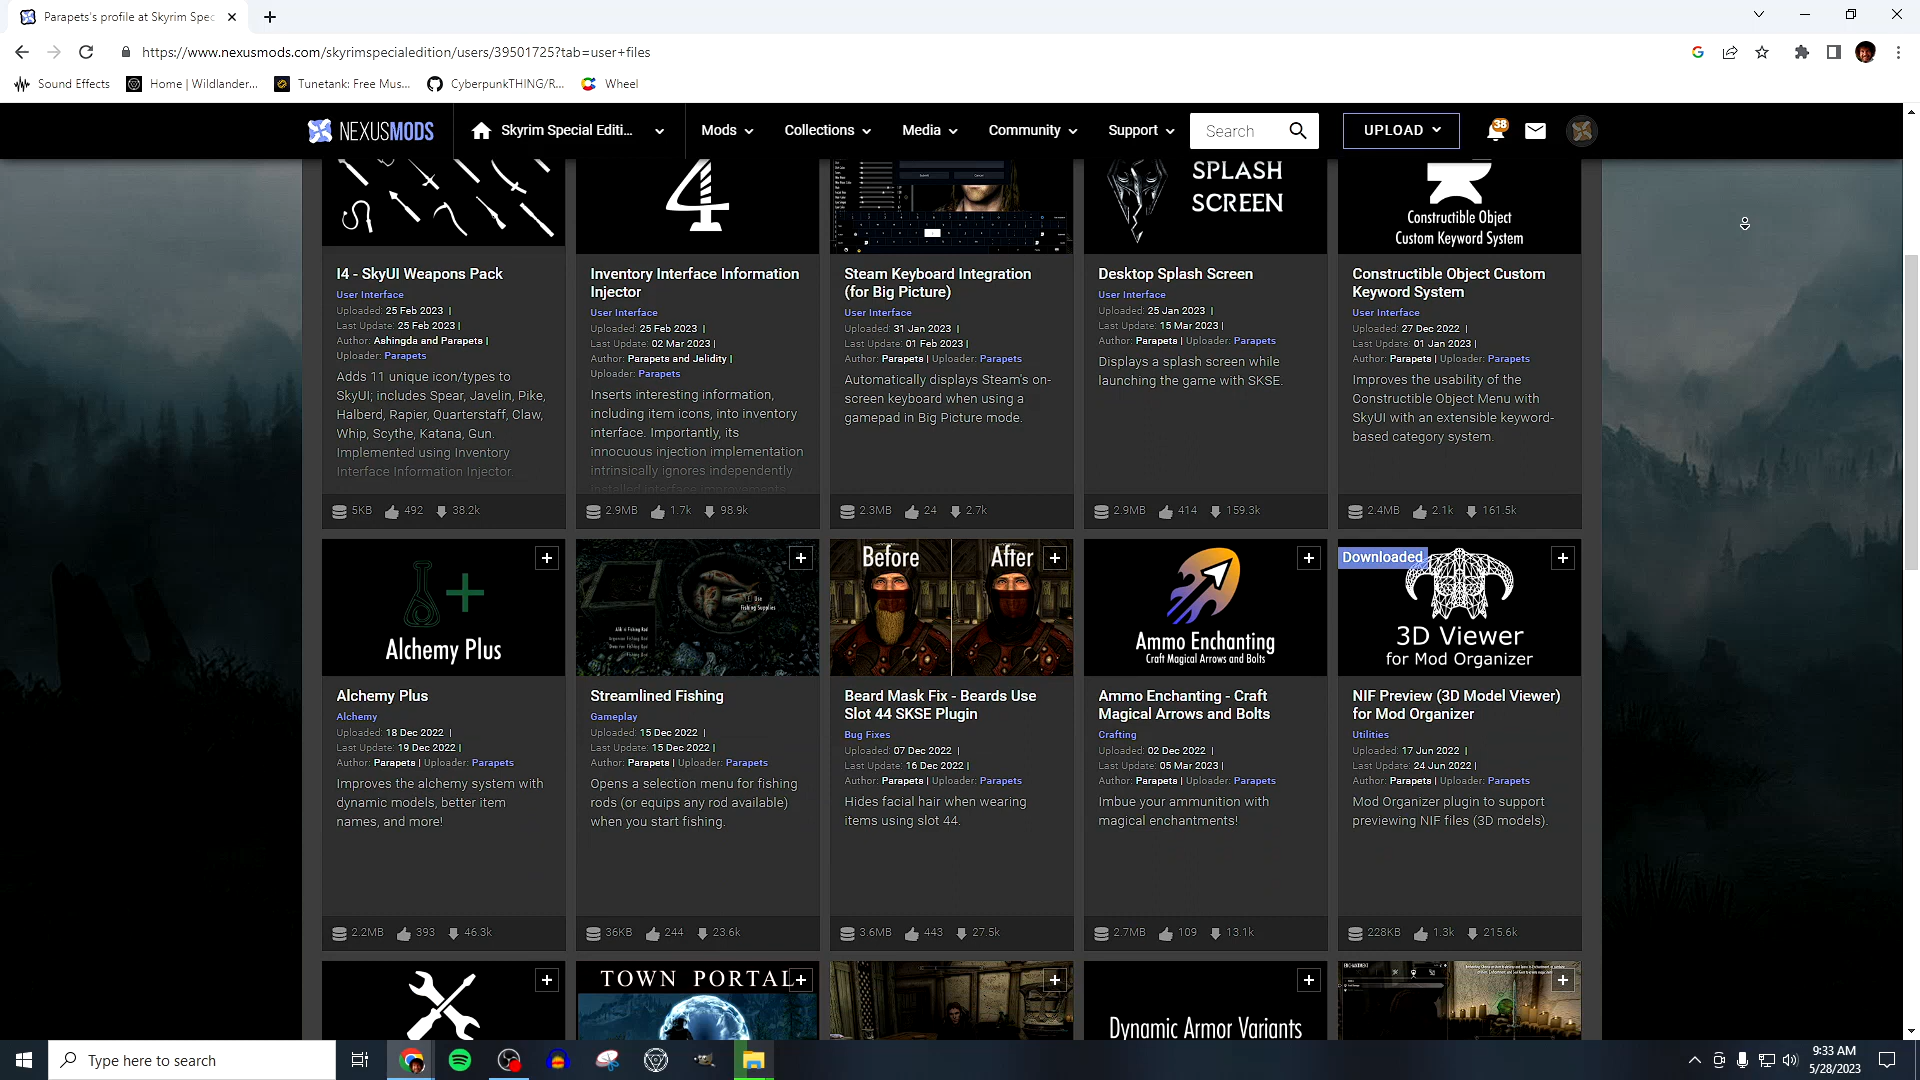 Parapets's profile at Skyrim Spec
https://www.nexusmods.com/skyrimspecialedition/users/39501725?tab=user+files
Sound Effects
Home | Wildlander...
Tunetank: Free Mus...
CyberpunkTHING/R...
Wheel
NEXUSMODS
Skyrim Special Editi...
Mods
Collections
Media
Community
Support
Search
UPLOAD
38
4
SPLASH
SCREEN
Constructible Object
Custom Keyword System
I4 - SkyUI Weapons Pack
User Interface
Uploaded: 25 Feb 2023 |
Last Update: 25 Feb 2023 |
Author: Ashingda and Parapets |
Uploader: Parapets
Adds 11 unique icon/types to
SkyUI; includes Spear, Javelin, Pike,
Halberd, Rapier, Quarterstaff, Claw,
Whip, Scythe, Katana, Gun.
Implemented using Inventory
Interface Information Injector.
5KB 492 38.2k
Inventory Interface Information
Injector
User Interface
Uploaded: 25 Feb 2023 |
Last Update: 02 Mar 2023 |
Author: Parapets and Jelidity |
Uploader: Parapets
Inserts interesting information,
including item icons, into inventory
interface. Importantly, its
innocuous injection implementation
intrinsically ignores independently
installed interface improvements
2.9MB 1.7k 98.9k
Steam Keyboard Integration
(for Big Picture)
User Interface
Uploaded: 31 Jan 2023 |
Last Update: 01 Feb 2023 |
Author: Parapets | Uploader: Parapets
Automatically displays Steam's on-
screen keyboard when using a
gamepad in Big Picture mode.
2.3MB 24 2.7k
Desktop Splash Screen
User Interface
Uploaded: 25 Jan 2023 |
Last Update: 15 Mar 2023 |
Author: Parapets | Uploader: Parapets
Displays a splash screen while
launching the game with SKSE.
2.9MB 414 159.3k
Constructible Object Custom
Keyword System
User Interface
Uploaded: 27 Dec 2022 |
Last Update: 01 Jan 2023 |
Author: Parapets | Uploader: Parapets
Improves the usability of the
Constructible Object Menu with
SkyUI with an extensible keyword-
based category system.
2.4MB 2.1k 161.5k
Alchemy Plus
Alchemy Plus
Alchemy
Uploaded: 18 Dec 2022 |
Last Update: 19 Dec 2022 |
Author: Parapets | Uploader: Parapets
Improves the alchemy system with
dynamic models, better item
names, and more!
2.2MB 393 46.3k
Use
Fishing Supplies
Streamlined Fishing
Gameplay
Uploaded: 15 Dec 2022 |
Last Update: 15 Dec 2022 |
Author: Parapets | Uploader: Parapets
Opens a selection menu for fishing
rods (or equips any rod available)
when you start fishing.
36KB 244 23.6k
Before
After
Beard Mask Fix - Beards Use
Slot 44 SKSE Plugin
Bug Fixes
Uploaded: 07 Dec 2022 |
Last Update: 16 Dec 2022 |
Author: Parapets | Uploader: Parapets
Hides facial hair when wearing
items using slot 44.
3.6MB 443 27.5k
Ammo Enchanting
Craft Magical Arrows and Bolts
Ammo Enchanting - Craft
Magical Arrows and Bolts
Crafting
Uploaded: 02 Dec 2022 |
Last Update: 05 Mar 2023 |
Author: Parapets | Uploader: Parapets
Imbue your ammunition with
magical enchantments!
2.7MB 109 13.1k
Downloaded
3D Viewer
for Mod Organizer
NIF Preview (3D Model Viewer)
for Mod Organizer
Utilities
Uploaded: 17 Jun 2022 |
Last Update: 24 Jun 2022 |
Author: Parapets | Uploader: Parapets
Mod Organizer plugin to support
previewing NIF files (3D models).
228KB 1.3k 215.6k
TOWN PORTAL
Dynamic Armor Variants
Type here to search
9:33 AM
5/28/2023